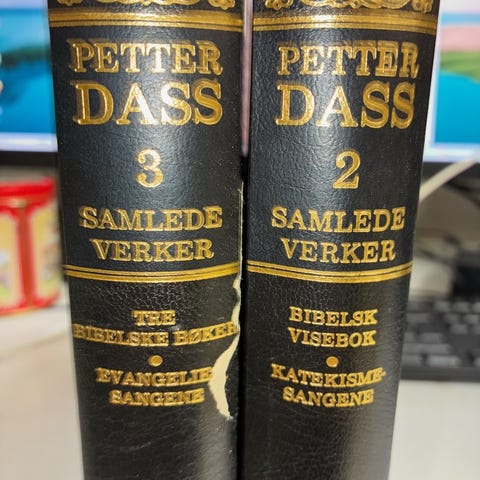 PETTER
DASS
3
SAMLEDE
VERKER
TRE
BIBELSKE BØKER
EVANGELIE-
SANGENE
PETTER
DASS
2
SAMLEDE
VERKER
BIBELSK
VISEBOK
KATEKISME-
SANGENE